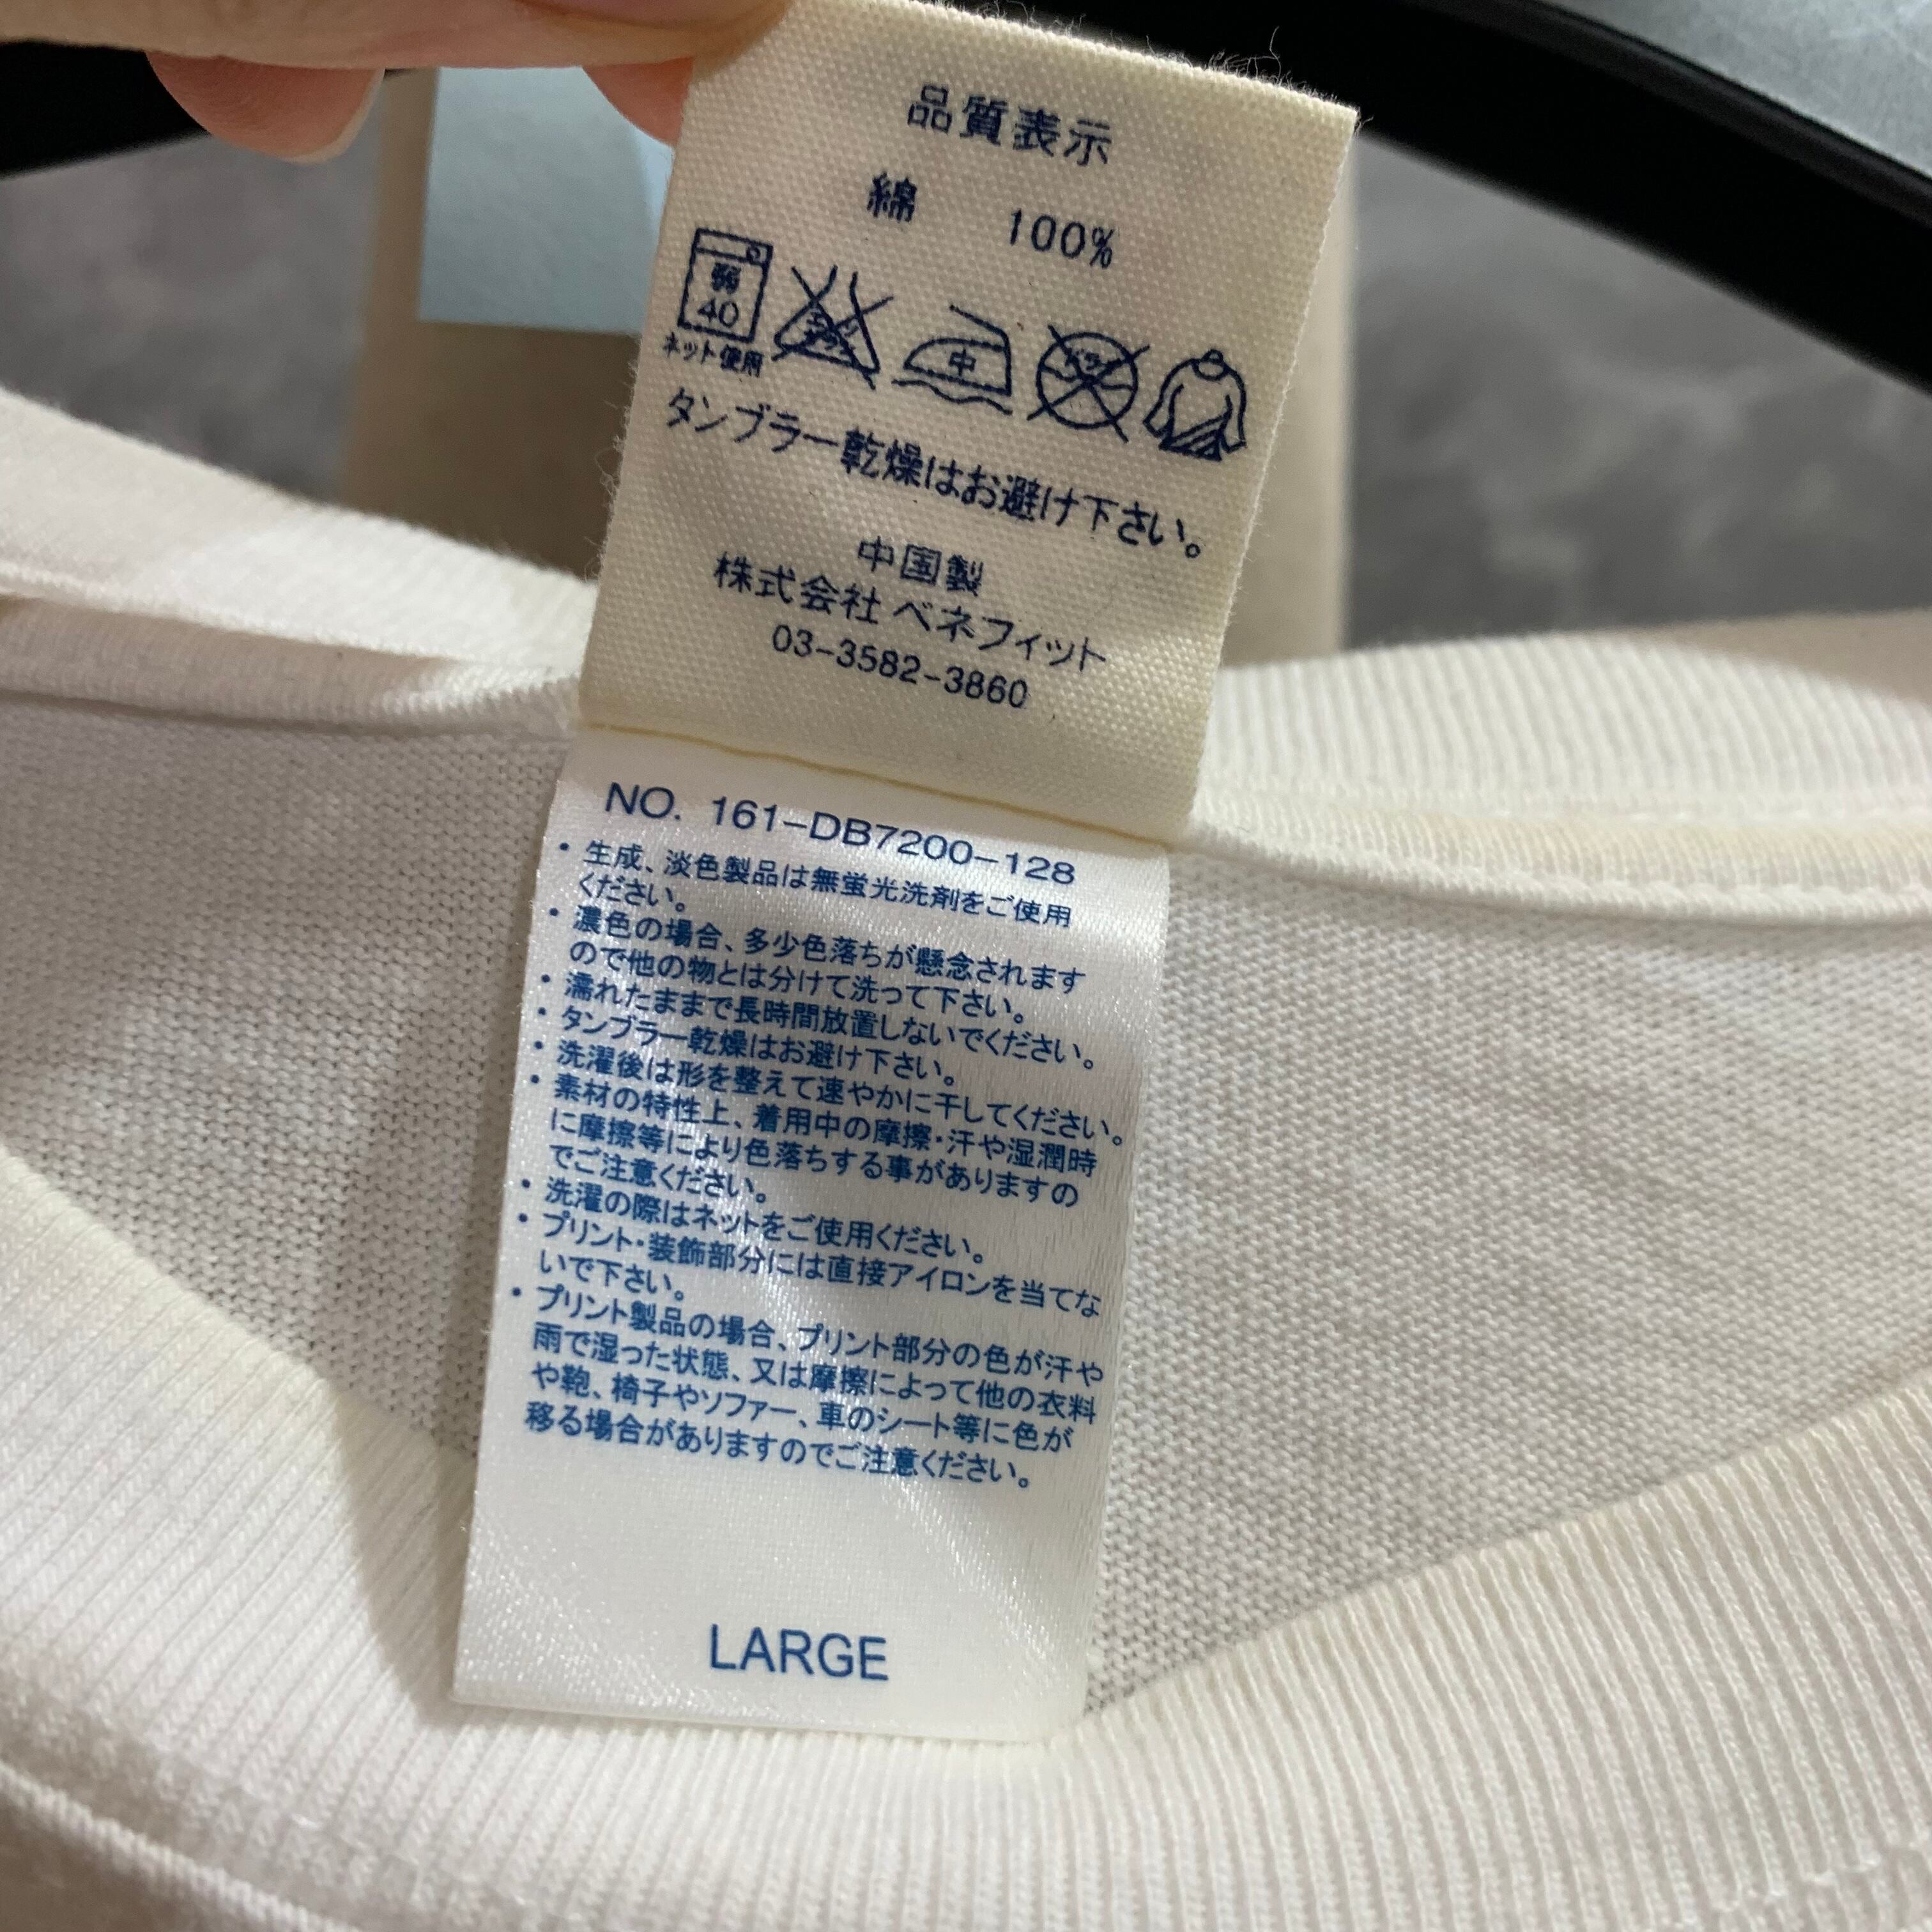 品質表示
綿 100%
弱
40
ネット使用
中
ドライ
タンブラー乾燥はお避け下さい。
中国製
株式会社 ベネフィット
03-3582-3860
NO. 161-DB7200-128
・生成、淡色製品は無蛍光洗剤をご使用
ください。
・濃色の場合、多少色落ちが懸念されます
ので他の物とは分けて洗って下さい。
・濡れたままで長時間放置しないでください。
・タンブラー乾燥はお避け下さい。
・洗濯後は形を整えて速やかに干してください。
・素材の特性上、着用中の摩擦・汗や湿潤時
に摩擦等により色落ちする事がありますの
でご注意ください。
・洗濯の際はネットをご使用ください。
・プリント・装飾部分には直接アイロンを当てな
いで下さい。
・プリント製品の場合、プリント部分の色が汗や
雨で湿った状態、又は摩擦によって他の衣料
や鞄、椅子やソファー、車のシート等に色が
移る場合がありますのでご注意ください。
LARGE